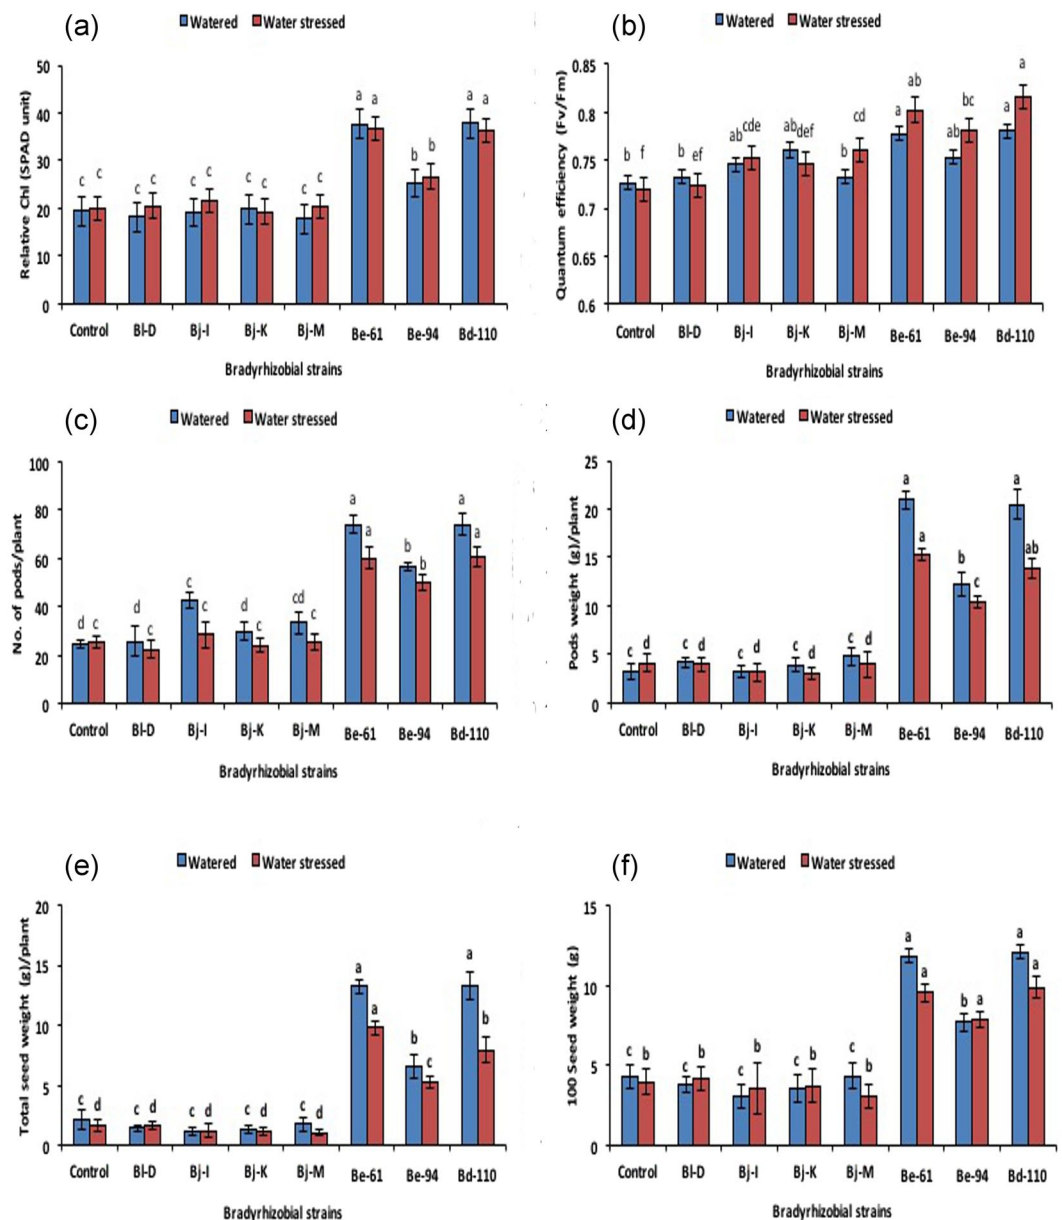 (a)
Watered Water stressed
Relative Chl (SPAD unit)
50
40
30
20
10
0
c c c c c c c c c c a a b b a a
Control Bl-D Bj-I Bj-K Bj-M Be-61 Be-94 Bd-110
Bradyrhizobial strains
(b)
Watered Water stressed
Quantum efficiency (Fv/Fm)
0.85
0.8
0.75
0.7
0.65
0.6
b f b ef ab cde ab def b cd a ab ab bc a a
Control Bl-D Bj-I Bj-K Bj-M Be-61 Be-94 Bd-110
Bradyrhizobial strains
(c)
Watered Water stressed
No. of pods/plant
100
80
60
40
20
0
d c d c c c d c cd c a a b b a a
Control Bl-D Bj-I Bj-K Bj-M Be-61 Be-94 Bd-110
Bradyrhizobial strains
(d)
Watered Water stressed
Pods weight (g)/plant
25
20
15
10
5
0
c d c d c d c d c d a a b c a ab
Control Bl-D Bj-I Bj-K Bj-M Be-61 Be-94 Bd-110
Bradyrhizobial strains
(e)
Watered Water stressed
Total seed weight (g)/plant
20
15
10
5
0
c d c d c d c d c d a a b c a b
Control Bl-D Bj-I Bj-K Bj-M Be-61 Be-94 Bd-110
Bradyrhizobial strains
(f)
Watered Water stressed
100 Seed weight (g)
15
10
5
0
c b c b c b c b c b a a b a a a
Control Bl-D Bj-I Bj-K Bj-M Be-61 Be-94 Bd-110
Bradyrhizobial strains